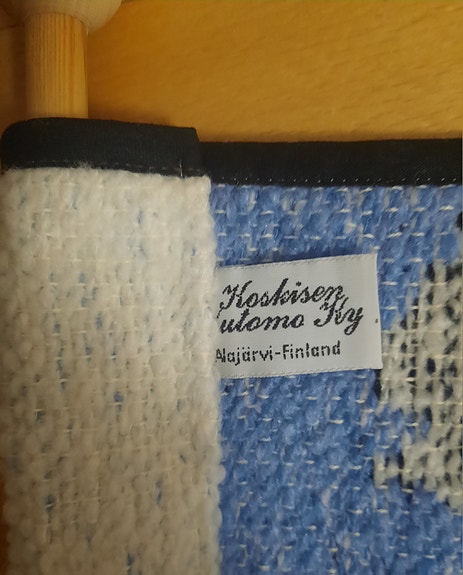 Koskisen
utomo Ky
Alajärvi-Finland